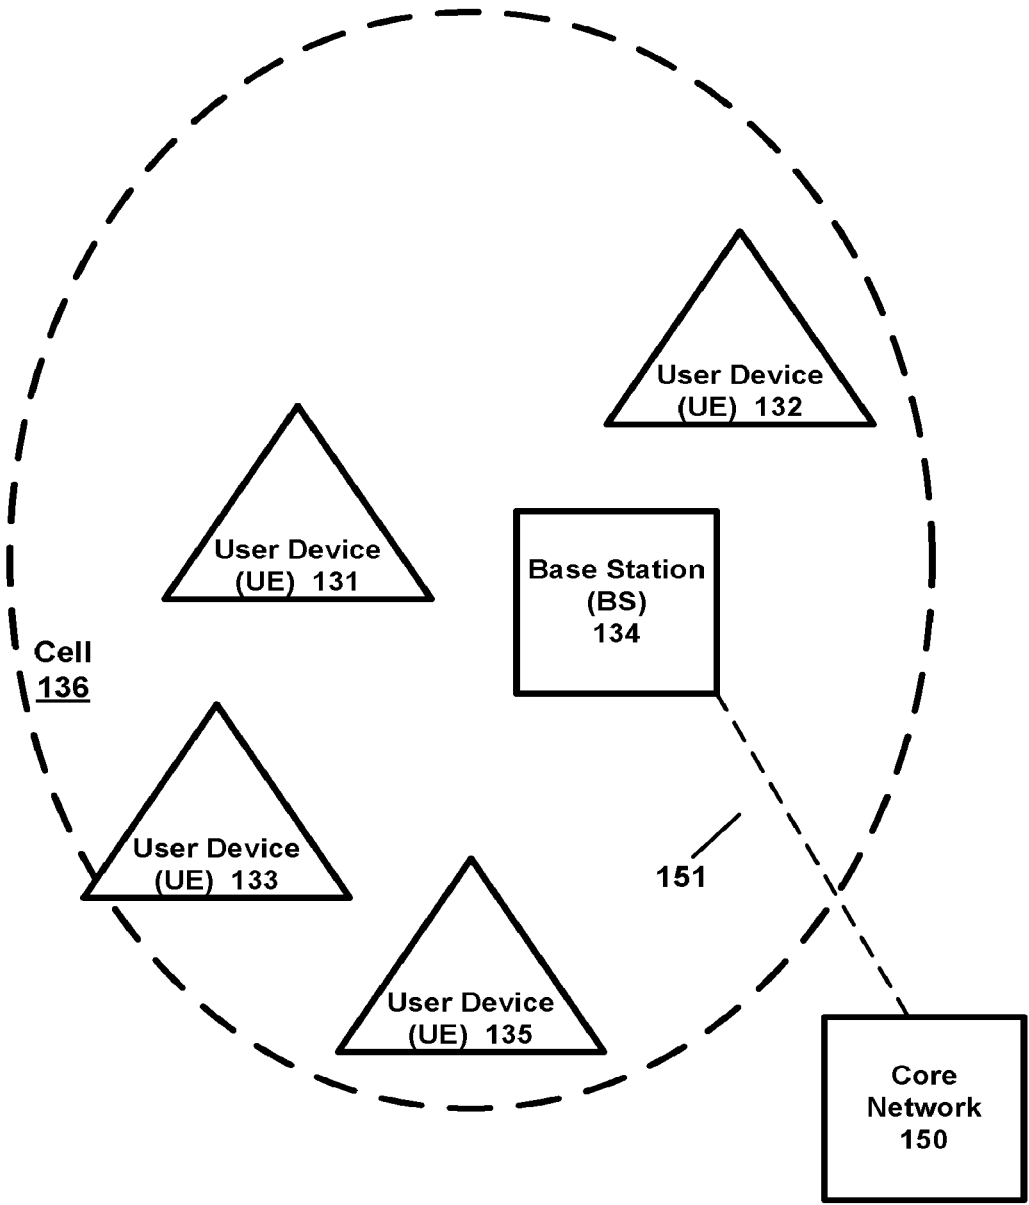 User Device
(UE) 132
User Device
(UE) 131
Base Station
(BS)
134
Cell
136
User Device
(UE) 133
151
User Device
(UE) 135
Core
Network
150